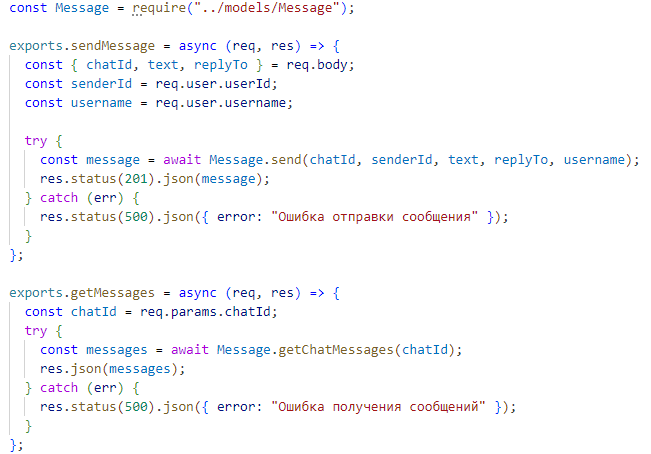 const Message = require("../models/Message");
exports.sendMessage = async (req, res) => {
const { chatId, text, replyTo } = req.body;
const senderId = req.user.userId;
const username = req.user.username;
try {
const message = await Message.send(chatId, senderId, text, replyTo, username);
res.status(201).json(message);
} catch (err) {
res.status(500).json({ error: "Ошибка отправки сообщения" });
}
};
exports.getMessages = async (req, res) => {
const chatId = req.params.chatId;
try {
const messages = await Message.getChatMessages(chatId);
res.json(messages);
} catch (err) {
res.status(500).json({ error: "Ошибка получения сообщений" });
}
};